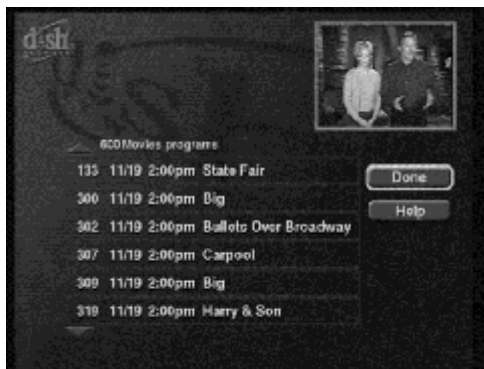 dish
600 Movies programs
133 11/19 2:00pm State Fair
300 11/19 2:00pm Big
302 11/19 2:00pm Bullets Over Broadway
307 11/19 2:00pm Carpool
309 11/19 2:00pm Big
319 11/19 2:00pm Harry & Son
Done
Help